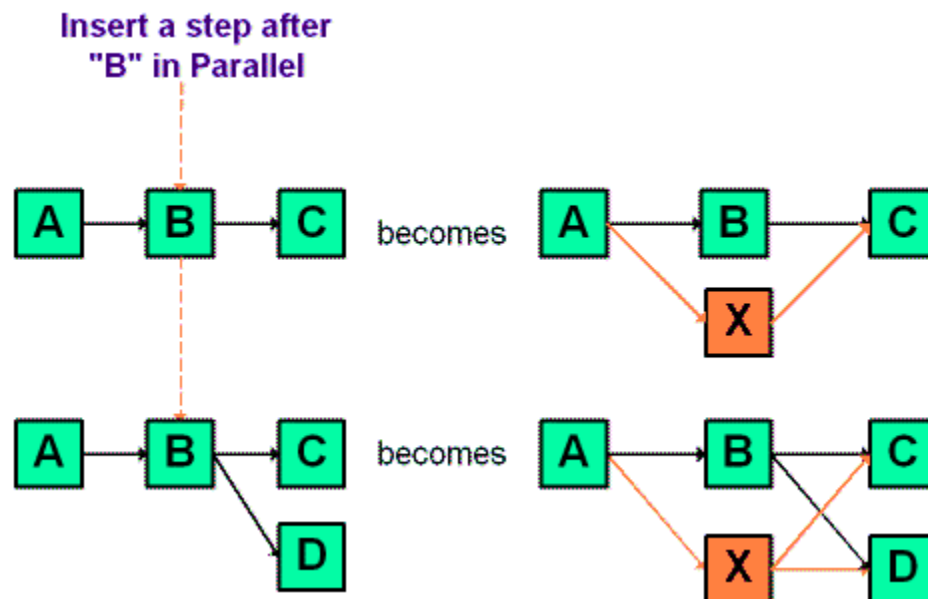 Insert a step after
"B" in Parallel
A B C becomes A B C
X
A B C becomes A B C
D X D